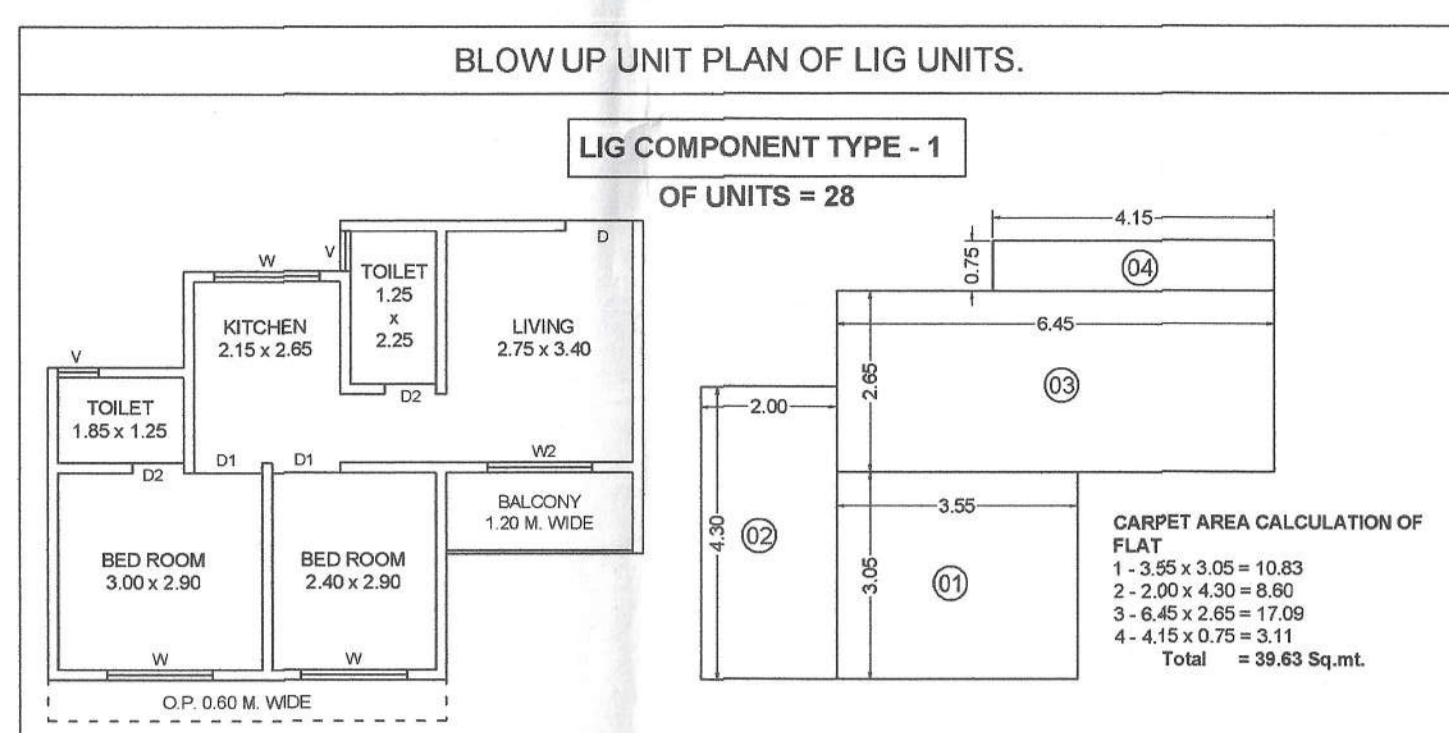 BLOW UP UNIT PLAN OF LIG UNITS.
LIG COMPONENT TYPE - 1
OF UNITS = 28
W
V
D
TOILET
1.25
x
2.25
KITCHEN
2.15 x 2.65
LIVING
2.75 x 3.40
V
TOILET
1.85 x 1.25
D2
D2
D1
D1
W2
BALCONY
1.20 M. WIDE
BED ROOM
3.00 x 2.90
BED ROOM
2.40 x 2.90
W
W
O.P. 0.60 M. WIDE
4.15
0.75
04
6.45
2.65
03
2.00
4.30
02
3.55
3.05
01
CARPET AREA CALCULATION OF
FLAT
1 - 3.55 x 3.05 = 10.83
2 - 2.00 x 4.30 = 8.60
3 - 6.45 x 2.65 = 17.09
4 - 4.15 x 0.75 = 3.11
Total = 39.63 Sq.mt.